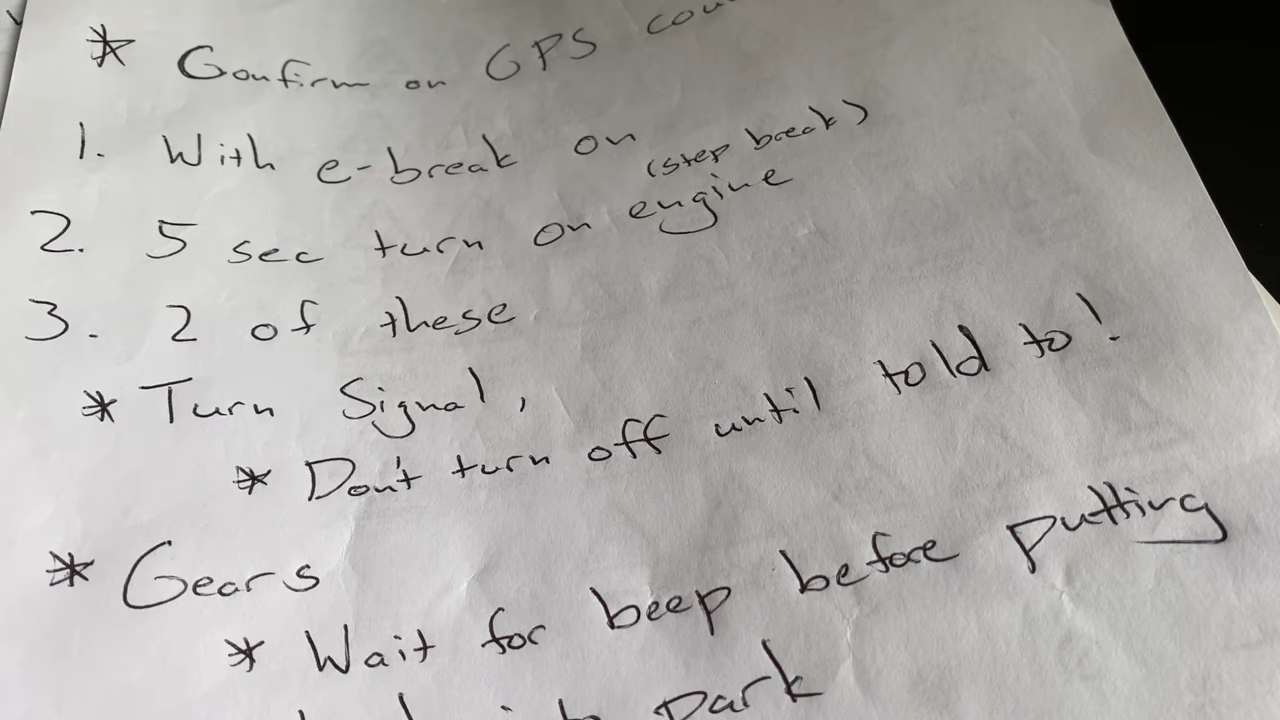 * Confirm on GPS
1. With e-break on
(step break)
2. 5 sec turn on engine
3. 2 of these
* Turn Signal,
* Don't turn off until told to!
* Gears
* Wait for beep before putting
Park